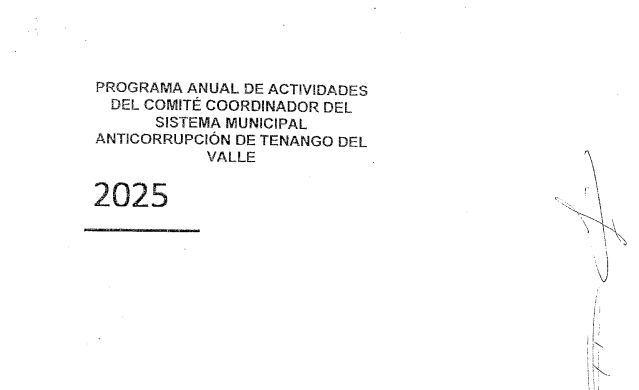 PROGRAMA ANUAL DE ACTIVIDADES
DEL COMITÉ COORDINADOR DEL
SISTEMA MUNICIPAL
ANTICORRUPCIÓN DE TENANGO DEL
VALLE
2025